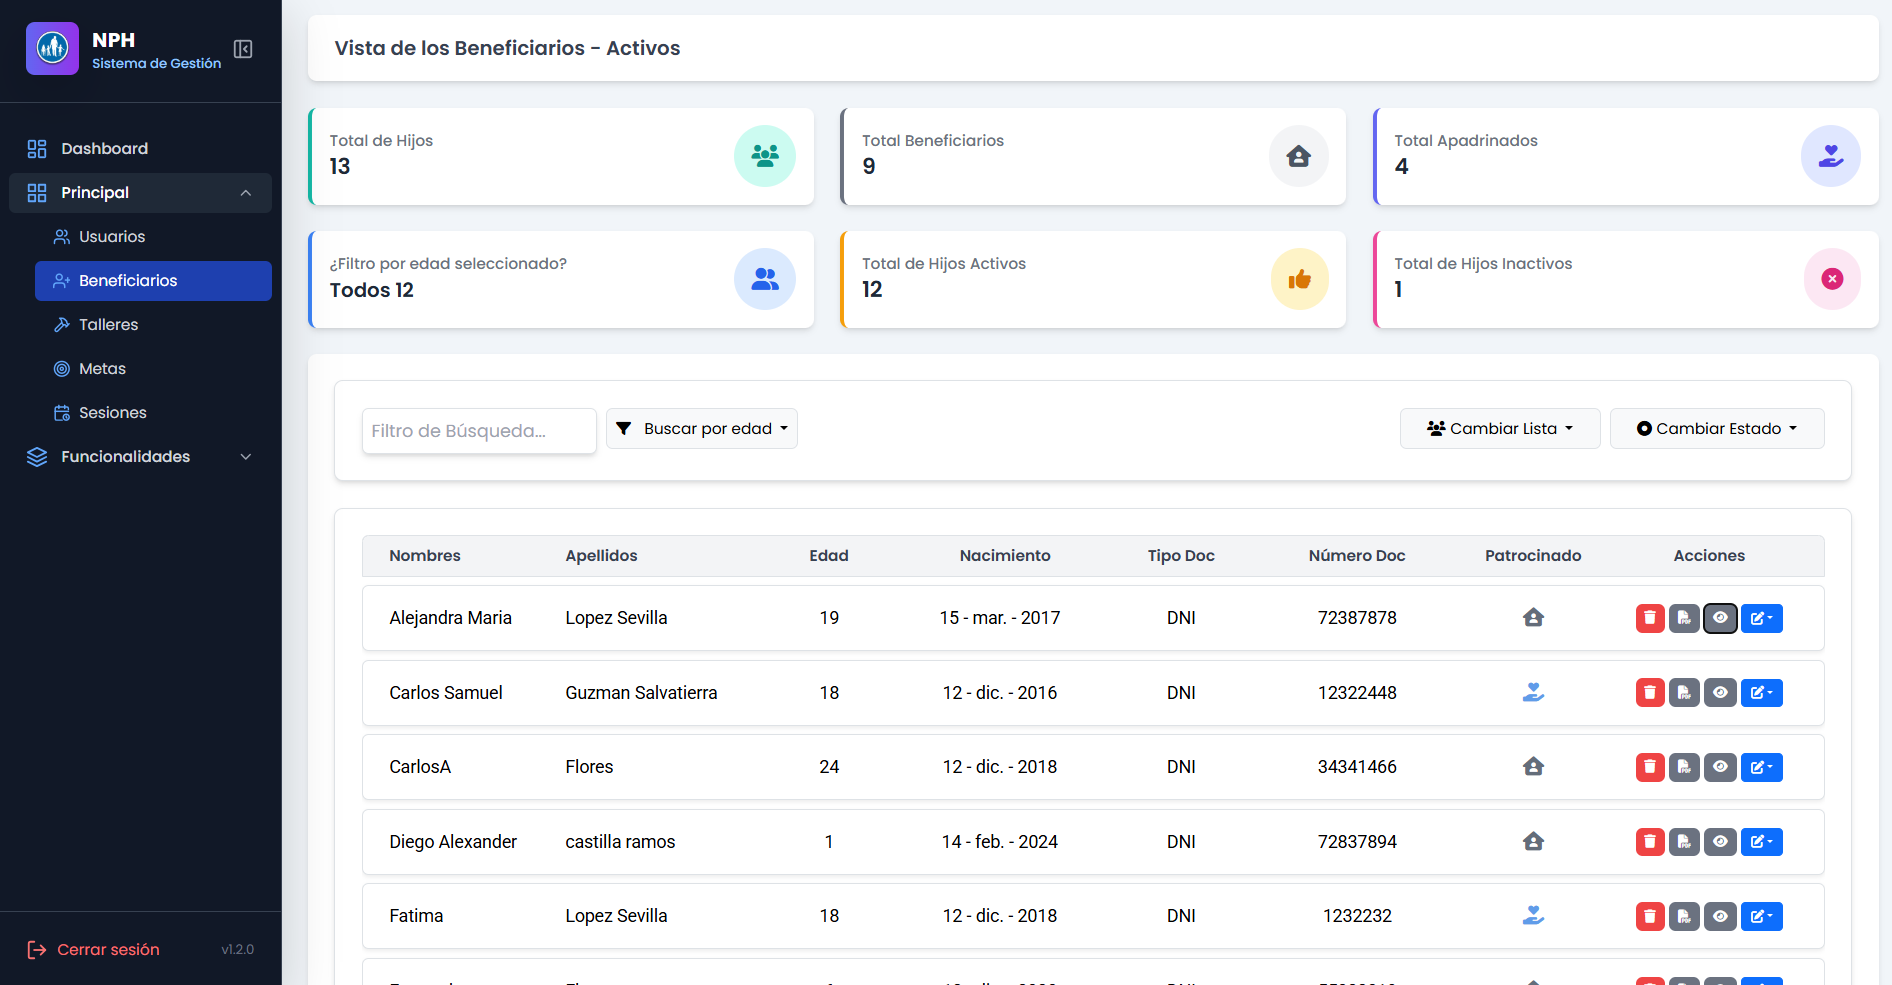 NPH
Sistema de Gestión
Dashboard
Principal
Usuarios
Beneficiarios
Talleres
Metas
Sesiones
Funcionalidades
Cerrar sesión v1.2.0
Vista de los Beneficiarios - Activos
Total de Hijos
13
Total Beneficiarios
9
Total Apadrinados
4
¿Filtro por edad seleccionado?
Todos 12
Total de Hijos Activos
12
Total de Hijos Inactivos
1
Filtro de Búsqueda... Buscar por edad Cambiar Lista Cambiar Estado
Nombres Apellidos Edad Nacimiento Tipo Doc Número Doc Patrocinado Acciones
Alejandra Maria Lopez Sevilla 19 15 - mar. - 2017 DNI 72387878
Carlos Samuel Guzman Salvatierra 18 12 - dic. - 2016 DNI 12322448
CarlosA Flores 24 12 - dic. - 2018 DNI 34341466
Diego Alexander castilla ramos 1 14 - feb. - 2024 DNI 72837894
Fatima Lopez Sevilla 18 12 - dic. - 2018 DNI 1232232